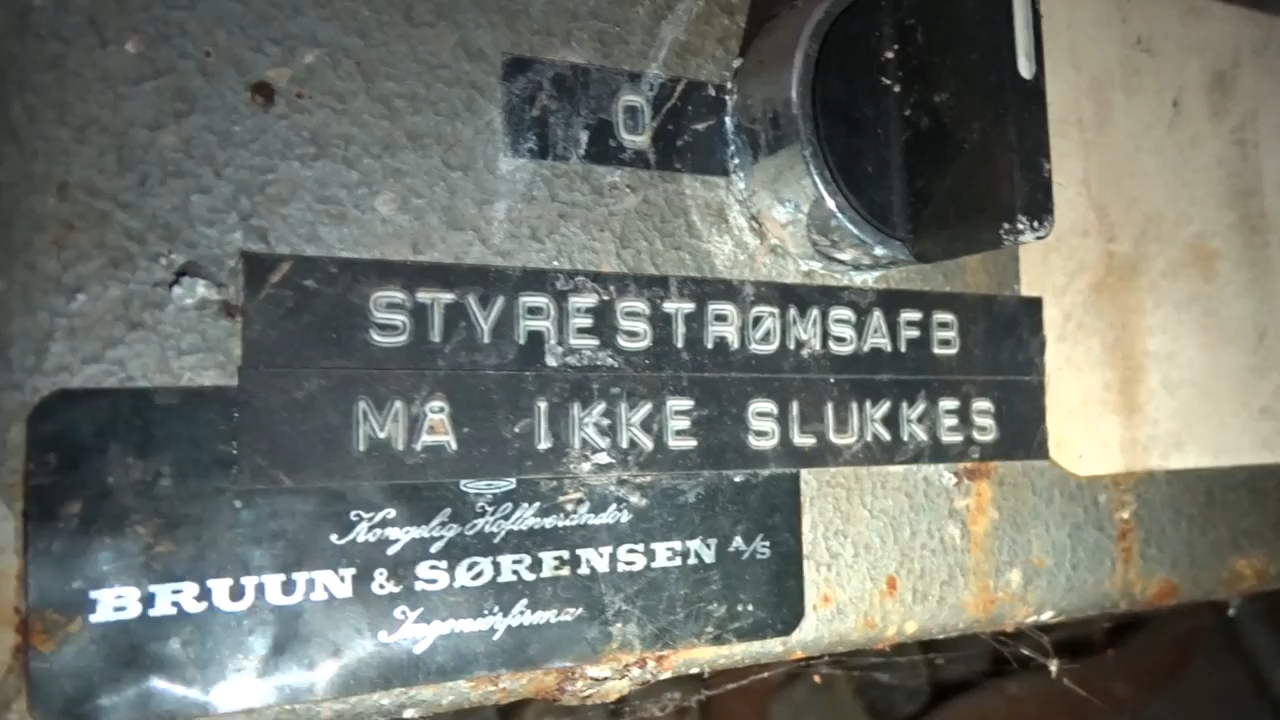 0
STYRESTRØMSAFB
MÅ IKKE SLUKKES
Kongelig Hofleverandør
BRUUN & SØRENSEN A/S
Ingeniørfirma